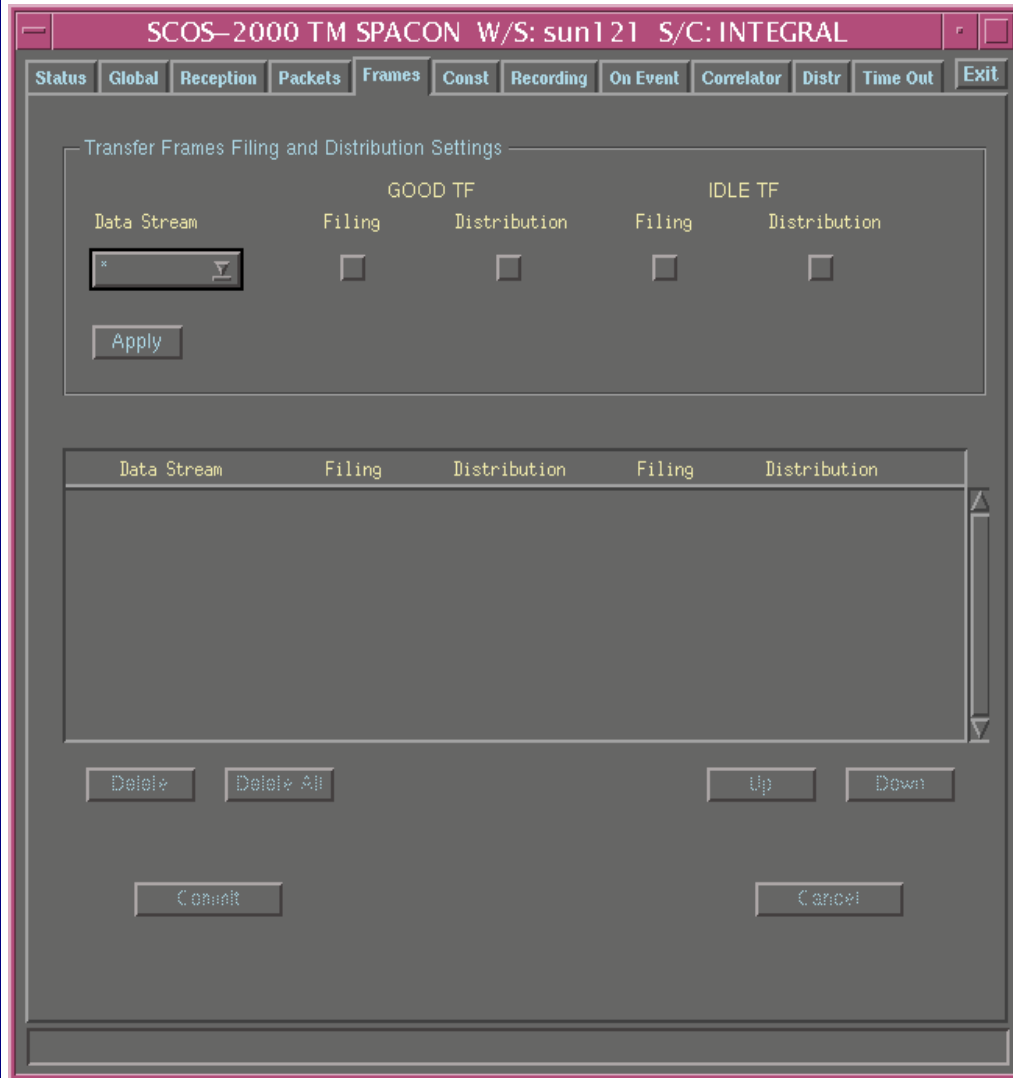 SCOS-2000 TM SPACON W/S: sun121 S/C: INTEGRAL
Status Global Reception Packets Frames Const Recording On Event Correlator Distr Time Out Exit
Transfer Frames Filing and Distribution Settings
GOOD TF IDLE TF
Data Stream Filing Distribution Filing Distribution
*
Apply
Data Stream Filing Distribution Filing Distribution
Delete Delete All Up Down
Commit Cancel